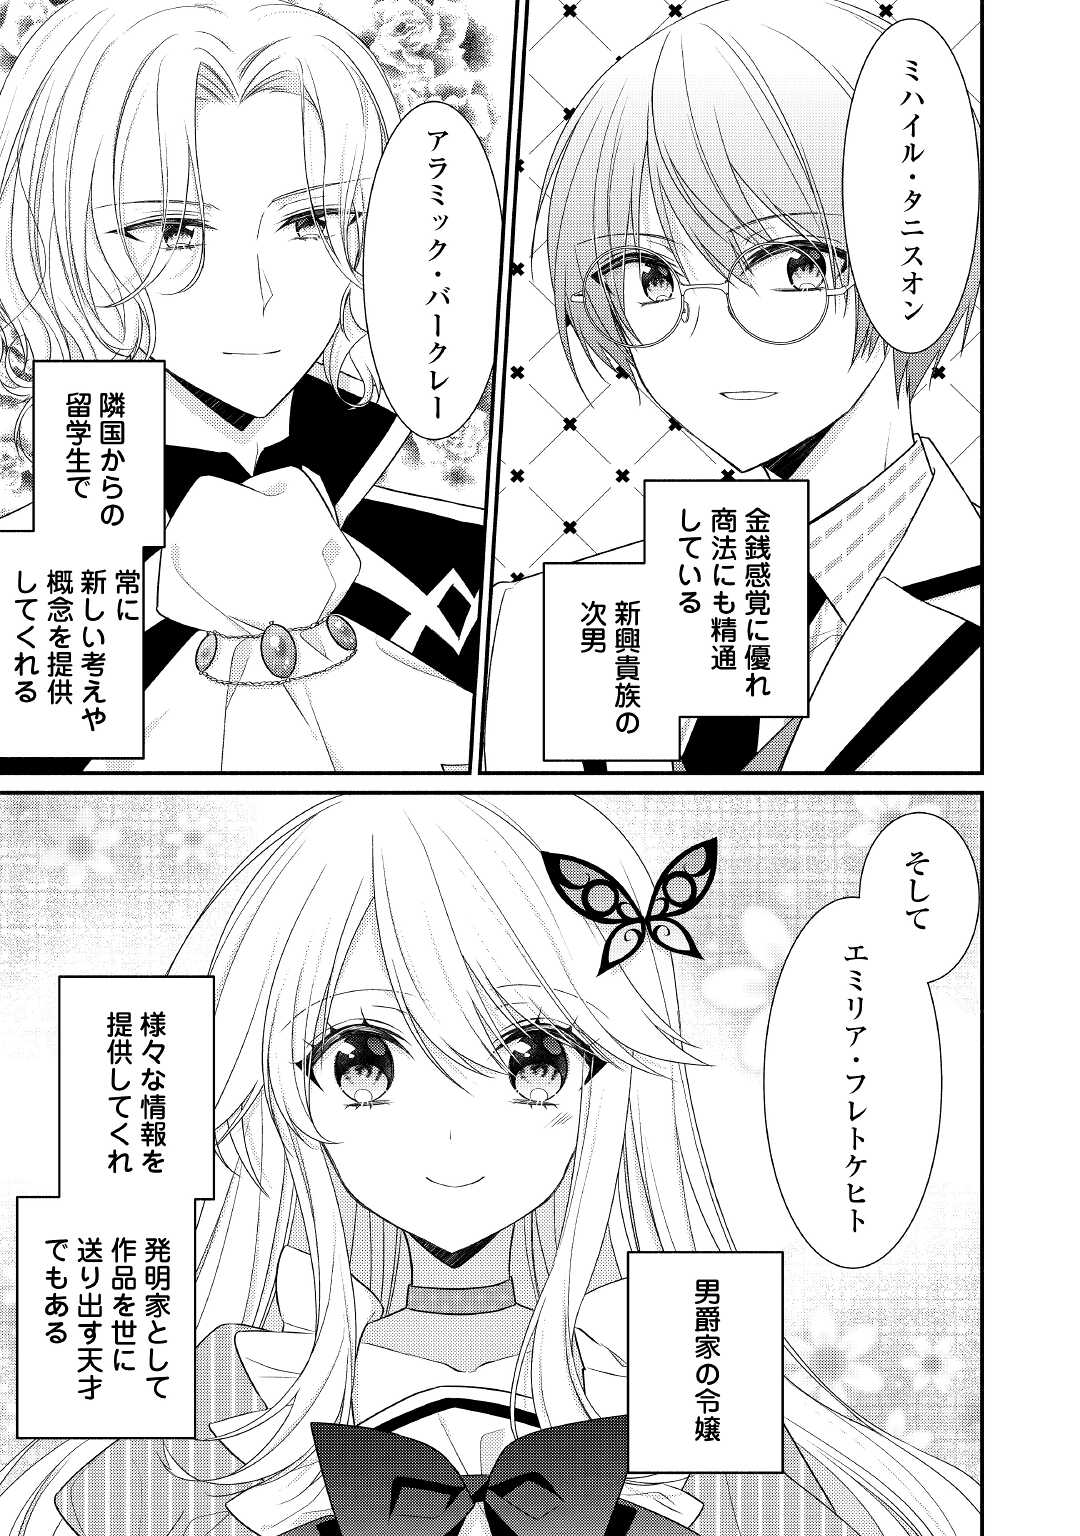 ミハイル・タニスオン
金銭感覚に優れ
商法にも精通
している
新興貴族の
次男
アラミック・バークレー
隣国からの
留学生で
常に
新しい考えや
概念を提供
してくれる
そして
エミリア・フレトケヒト
男爵家の令嬢
様々な情報を
提供してくれ
発明家として
作品を世に
送り出す天才
でもある